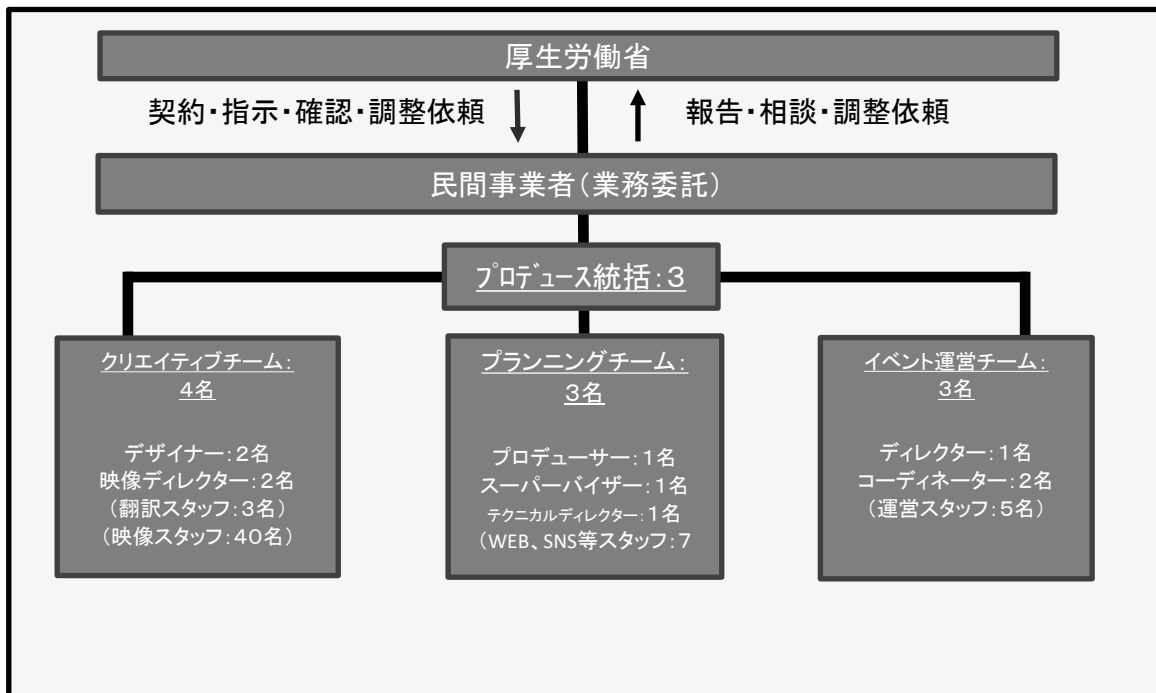 厚生労働省
契約・指示・確認・調整依頼
報告・相談・調整依頼
民間事業者(業務委託)
プロデュース統括:3
クリエイティブチーム:
4名
デザイナー:2名
映像ディレクター:2名
(翻訳スタッフ:3名)
(映像スタッフ:40名)
プランニングチーム:
3名
プロデューサー:1名
スーパーバイザー:1名
テクニカルディレクター:1名
(WEB、SNS等スタッフ:7
イベント運営チーム:
3名
ディレクター:1名
コーディネーター:2名
(運営スタッフ:5名)